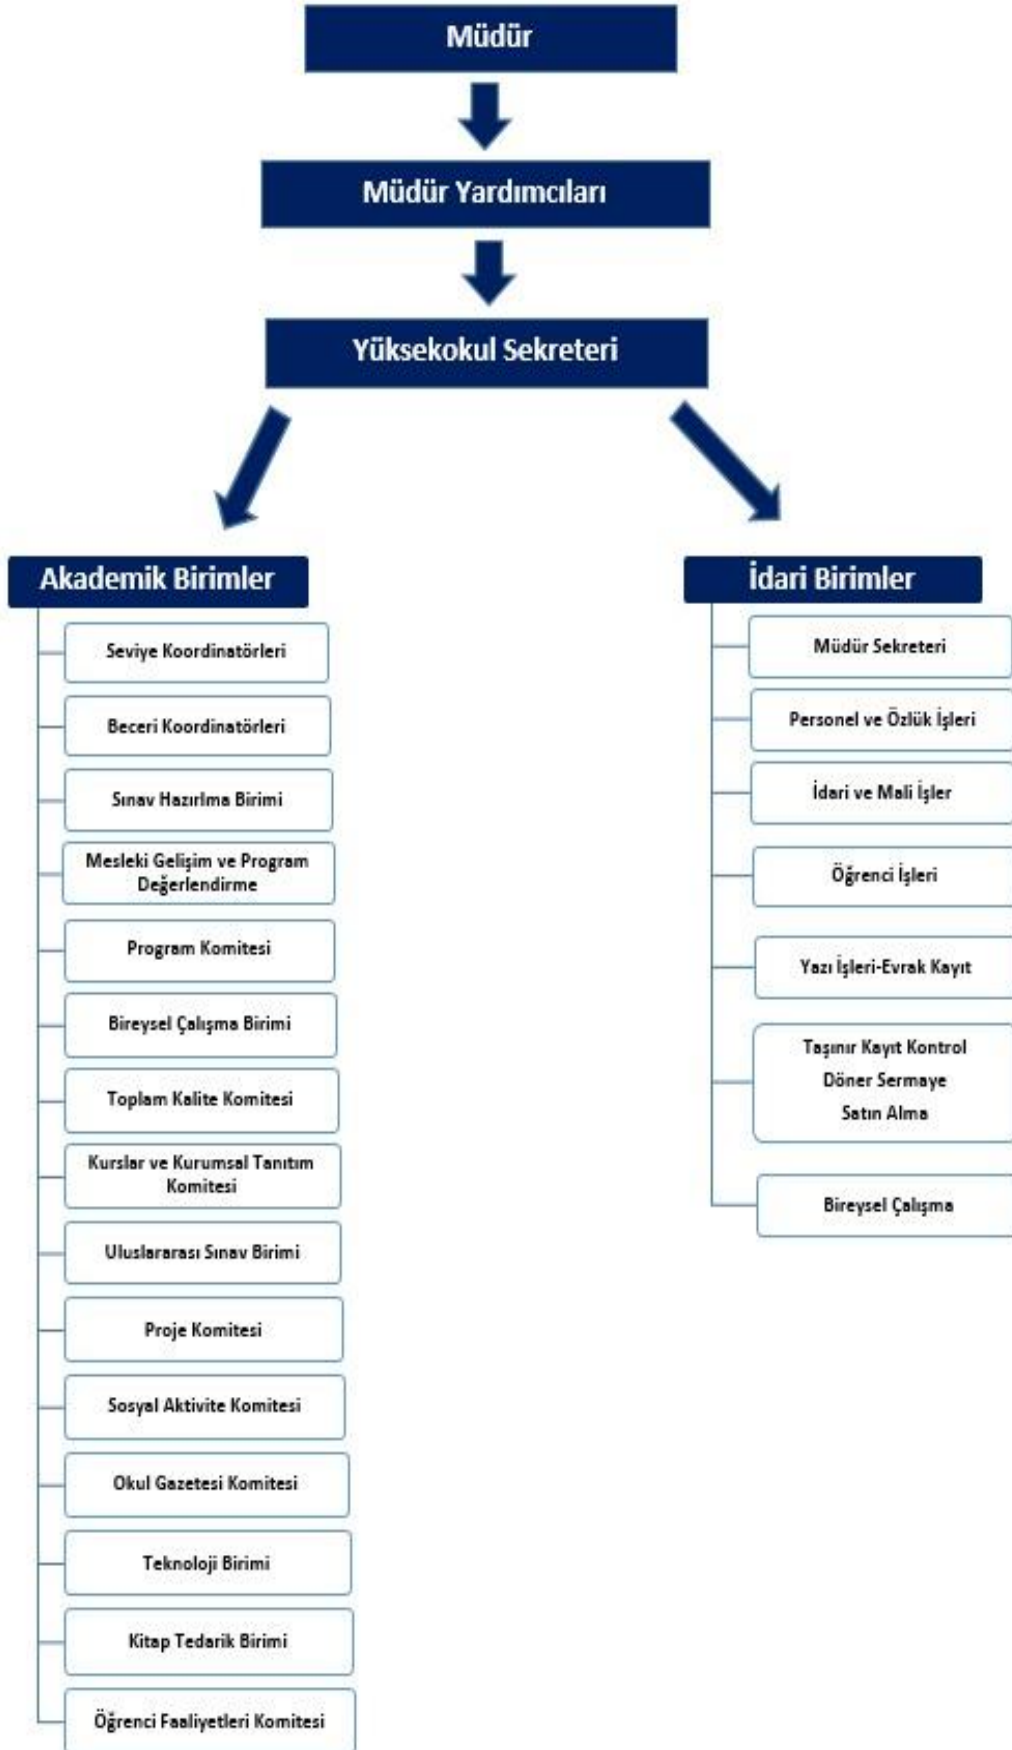 Müdür
Müdür Yardımcıları
Yüksekokul Sekreteri
Akademik Birimler
Seviye Koordinatörleri
Beceri Koordinatörleri
Sınav Hazırlma Birimi
Mesleki Gelişim ve Program
Değerlendirme
Program Komitesi
Bireysel Çalışma Birimi
Toplam Kalite Komitesi
Kurslar ve Kurumsal Tanıtım
Komitesi
Uluslararası Sınav Birimi
Proje Komitesi
Sosyal Aktivite Komitesi
Okul Gazetesi Komitesi
Teknoloji Birimi
Kitap Tedarik Birimi
Öğrenci Faaliyetleri Komitesi
İdari Birimler
Müdür Sekreteri
Personel ve Özlük İşleri
İdari ve Mali İşler
Öğrenci İşleri
Yazı İşleri-Evrak Kayıt
Taşınır Kayıt Kontrol
Döner Sermaye
Satın Alma
Bireysel Çalışma